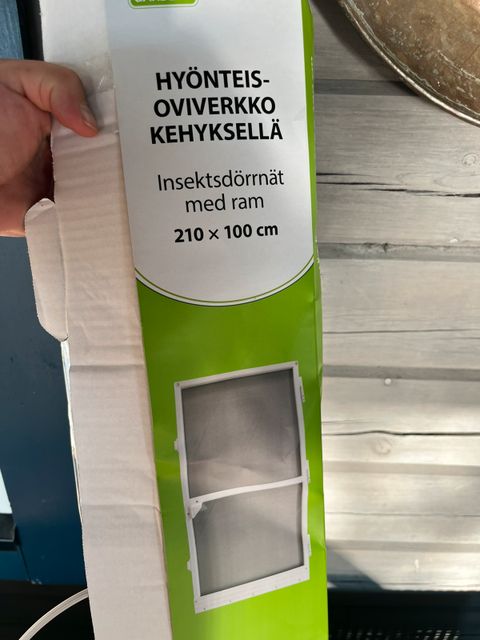 HYÖNTEIS-
OVIVERKKO
KEHYKSELLÄ
Insektsdörrnät
med ram
210 × 100 cm